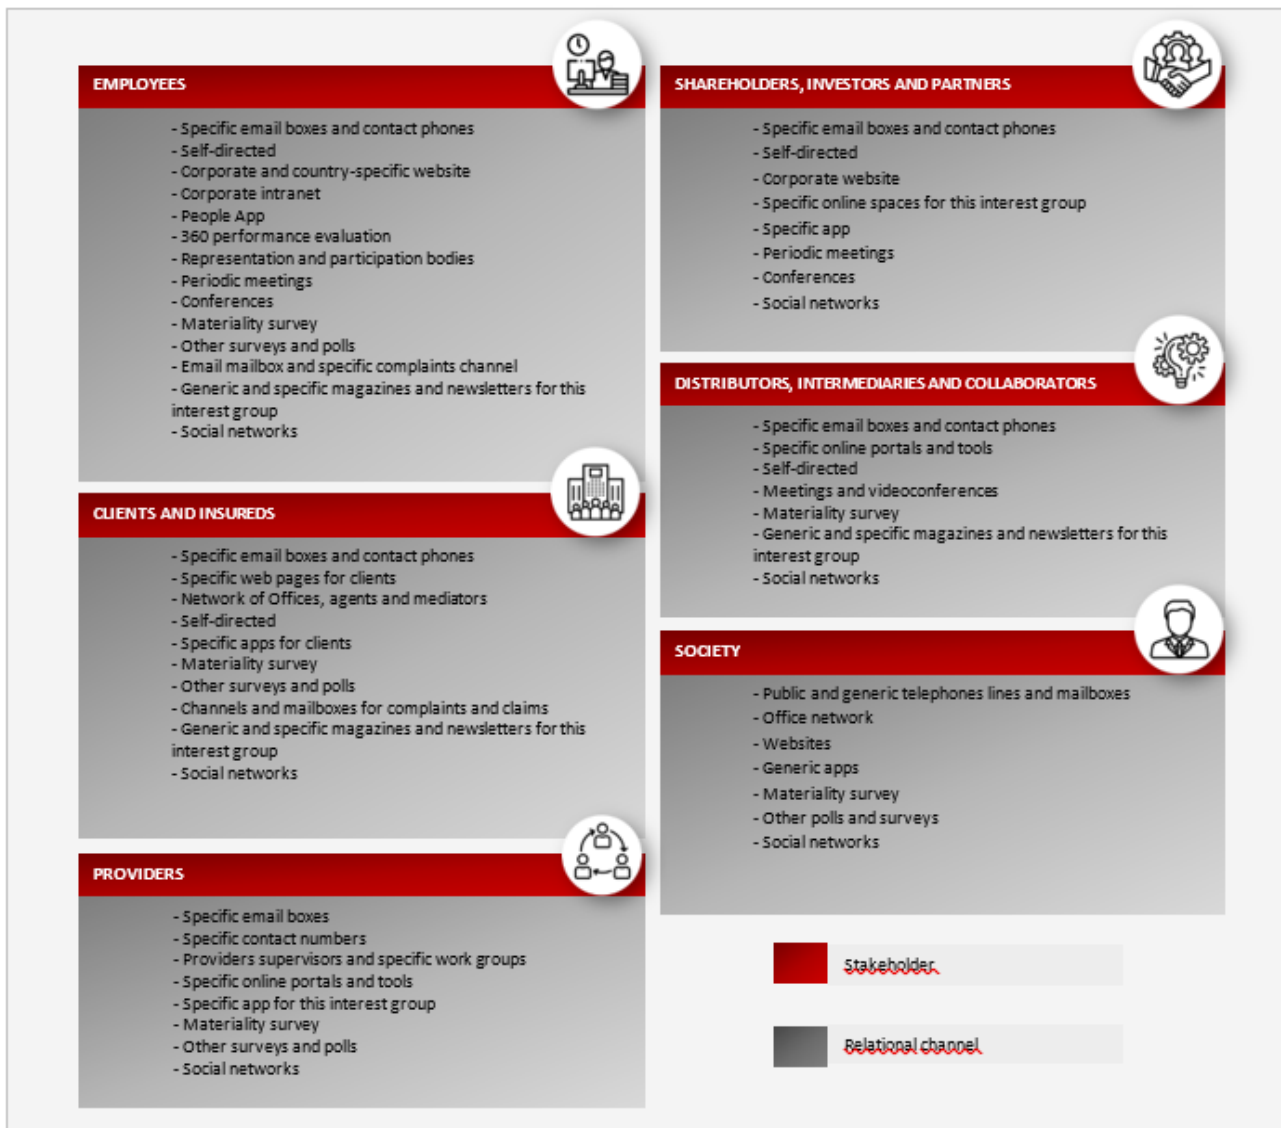 EMPLOYEES
- Specific email boxes and contact phones
- Self-directed
- Corporate and country-specific website
- Corporate intranet
- People App
- 360 performance evaluation
- Representation and participation bodies
- Periodic meetings
- Conferences
- Materiality survey
- Other surveys and polls
- Email mailbox and specific complaints channel
- Generic and specific magazines and newsletters for this
interest group
- Social networks
CLIENTS AND INSUREDS
- Specific email boxes and contact phones
- Specific web pages for clients
- Network of Offices, agents and mediators
- Self-directed
- Specific apps for clients
- Materiality survey
- Other surveys and polls
- Channels and mailboxes for complaints and claims
- Generic and specific magazines and newsletters for this
interest group
- Social networks
PROVIDERS
- Specific email boxes
- Specific contact numbers
- Providers supervisors and specific work groups
- Specific online portals and tools
- Specific app for this interest group
- Materiality survey
- Other surveys and polls
- Social networks
SHAREHOLDERS, INVESTORS AND PARTNERS
- Specific email boxes and contact phones
- Self-directed
- Corporate website
- Specific online spaces for this interest group
- Specific app
- Periodic meetings
- Conferences
- Social networks
DISTRIBUTORS, INTERMEDIARIES AND COLLABORATORS
- Specific email boxes and contact phones
- Specific online portals and tools
- Self-directed
- Meetings and videoconferences
- Materiality survey
- Generic and specific magazines and newsletters for this
interest group
- Social networks
SOCIETY
- Public and generic telephones lines and mailboxes
- Office network
- Websites
- Generic apps
- Materiality survey
- Other polls and surveys
- Social networks
Stakeholder
Relational channel